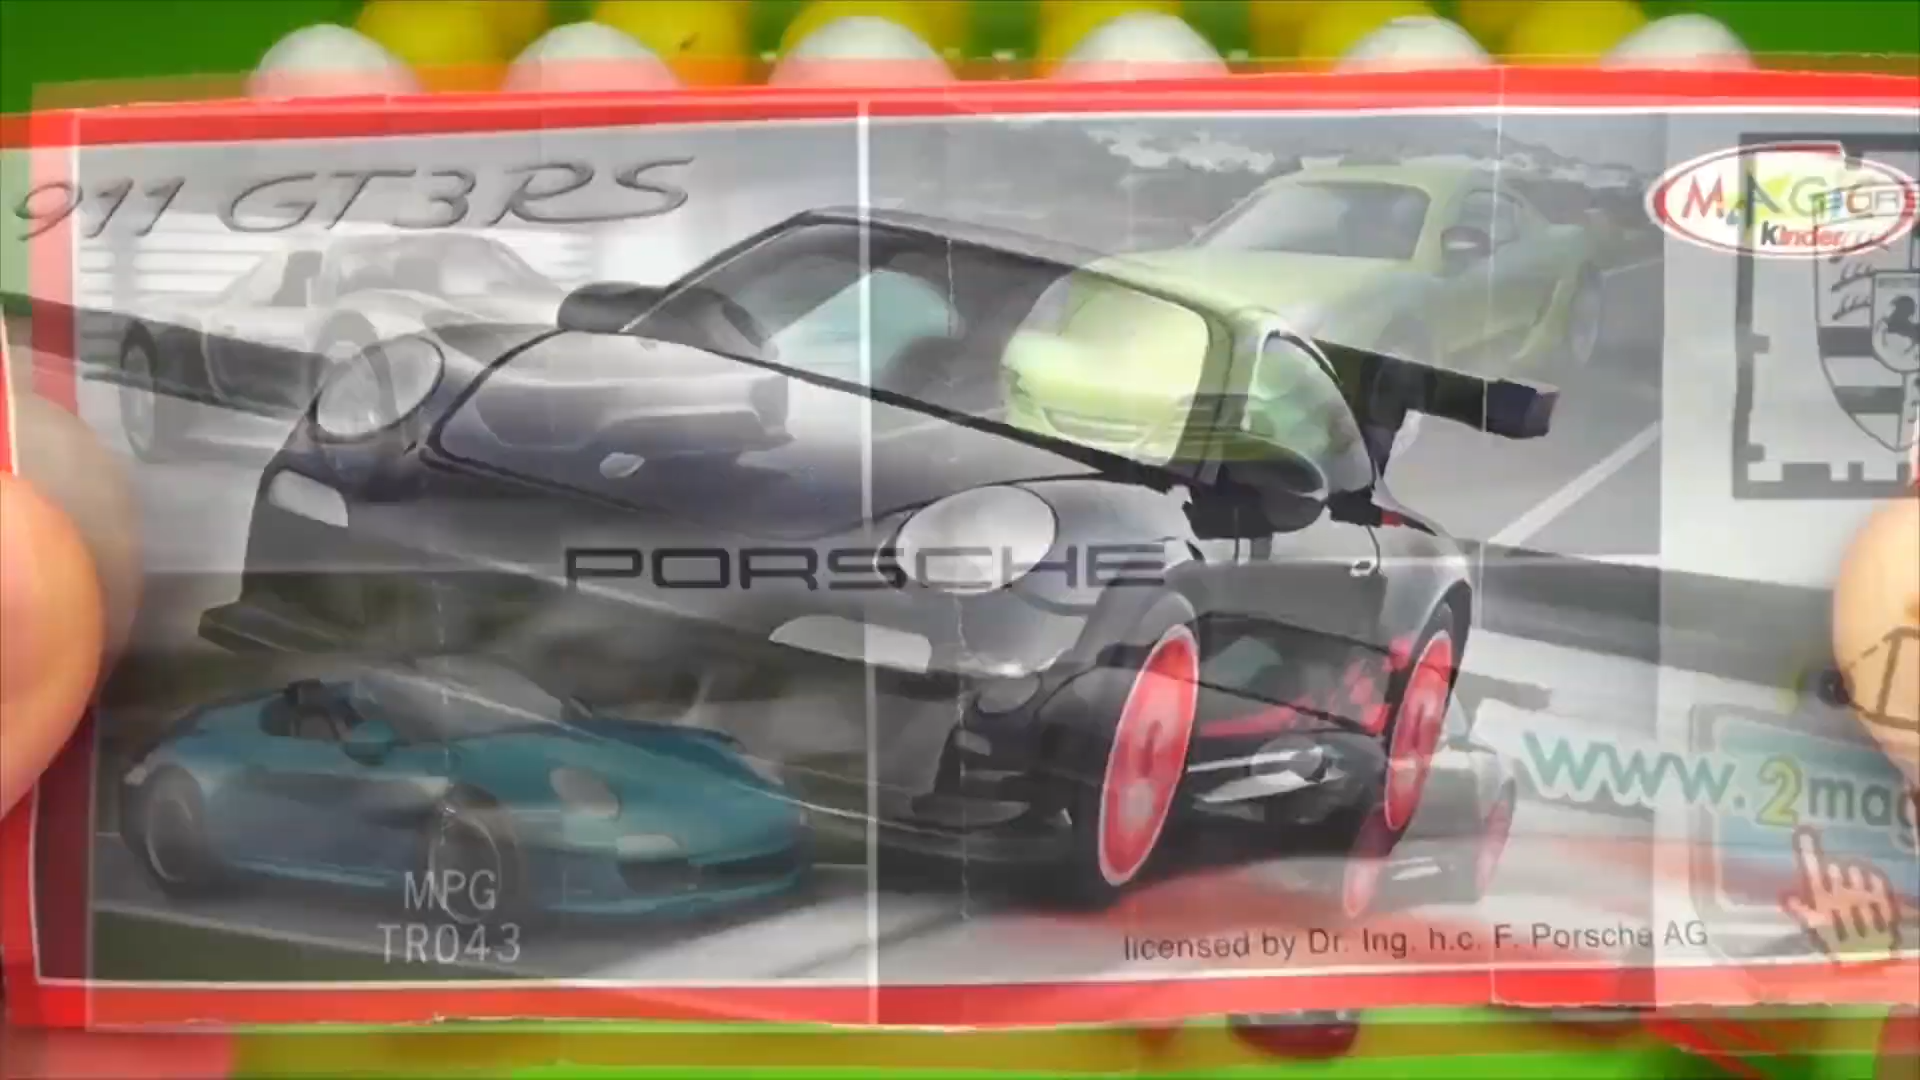 911 GT3RS
MAGIC
Kinder
PORSCHE
www.2mag
MPG
TR043
licensed by Dr. Ing. h.c. F. Porsche AG